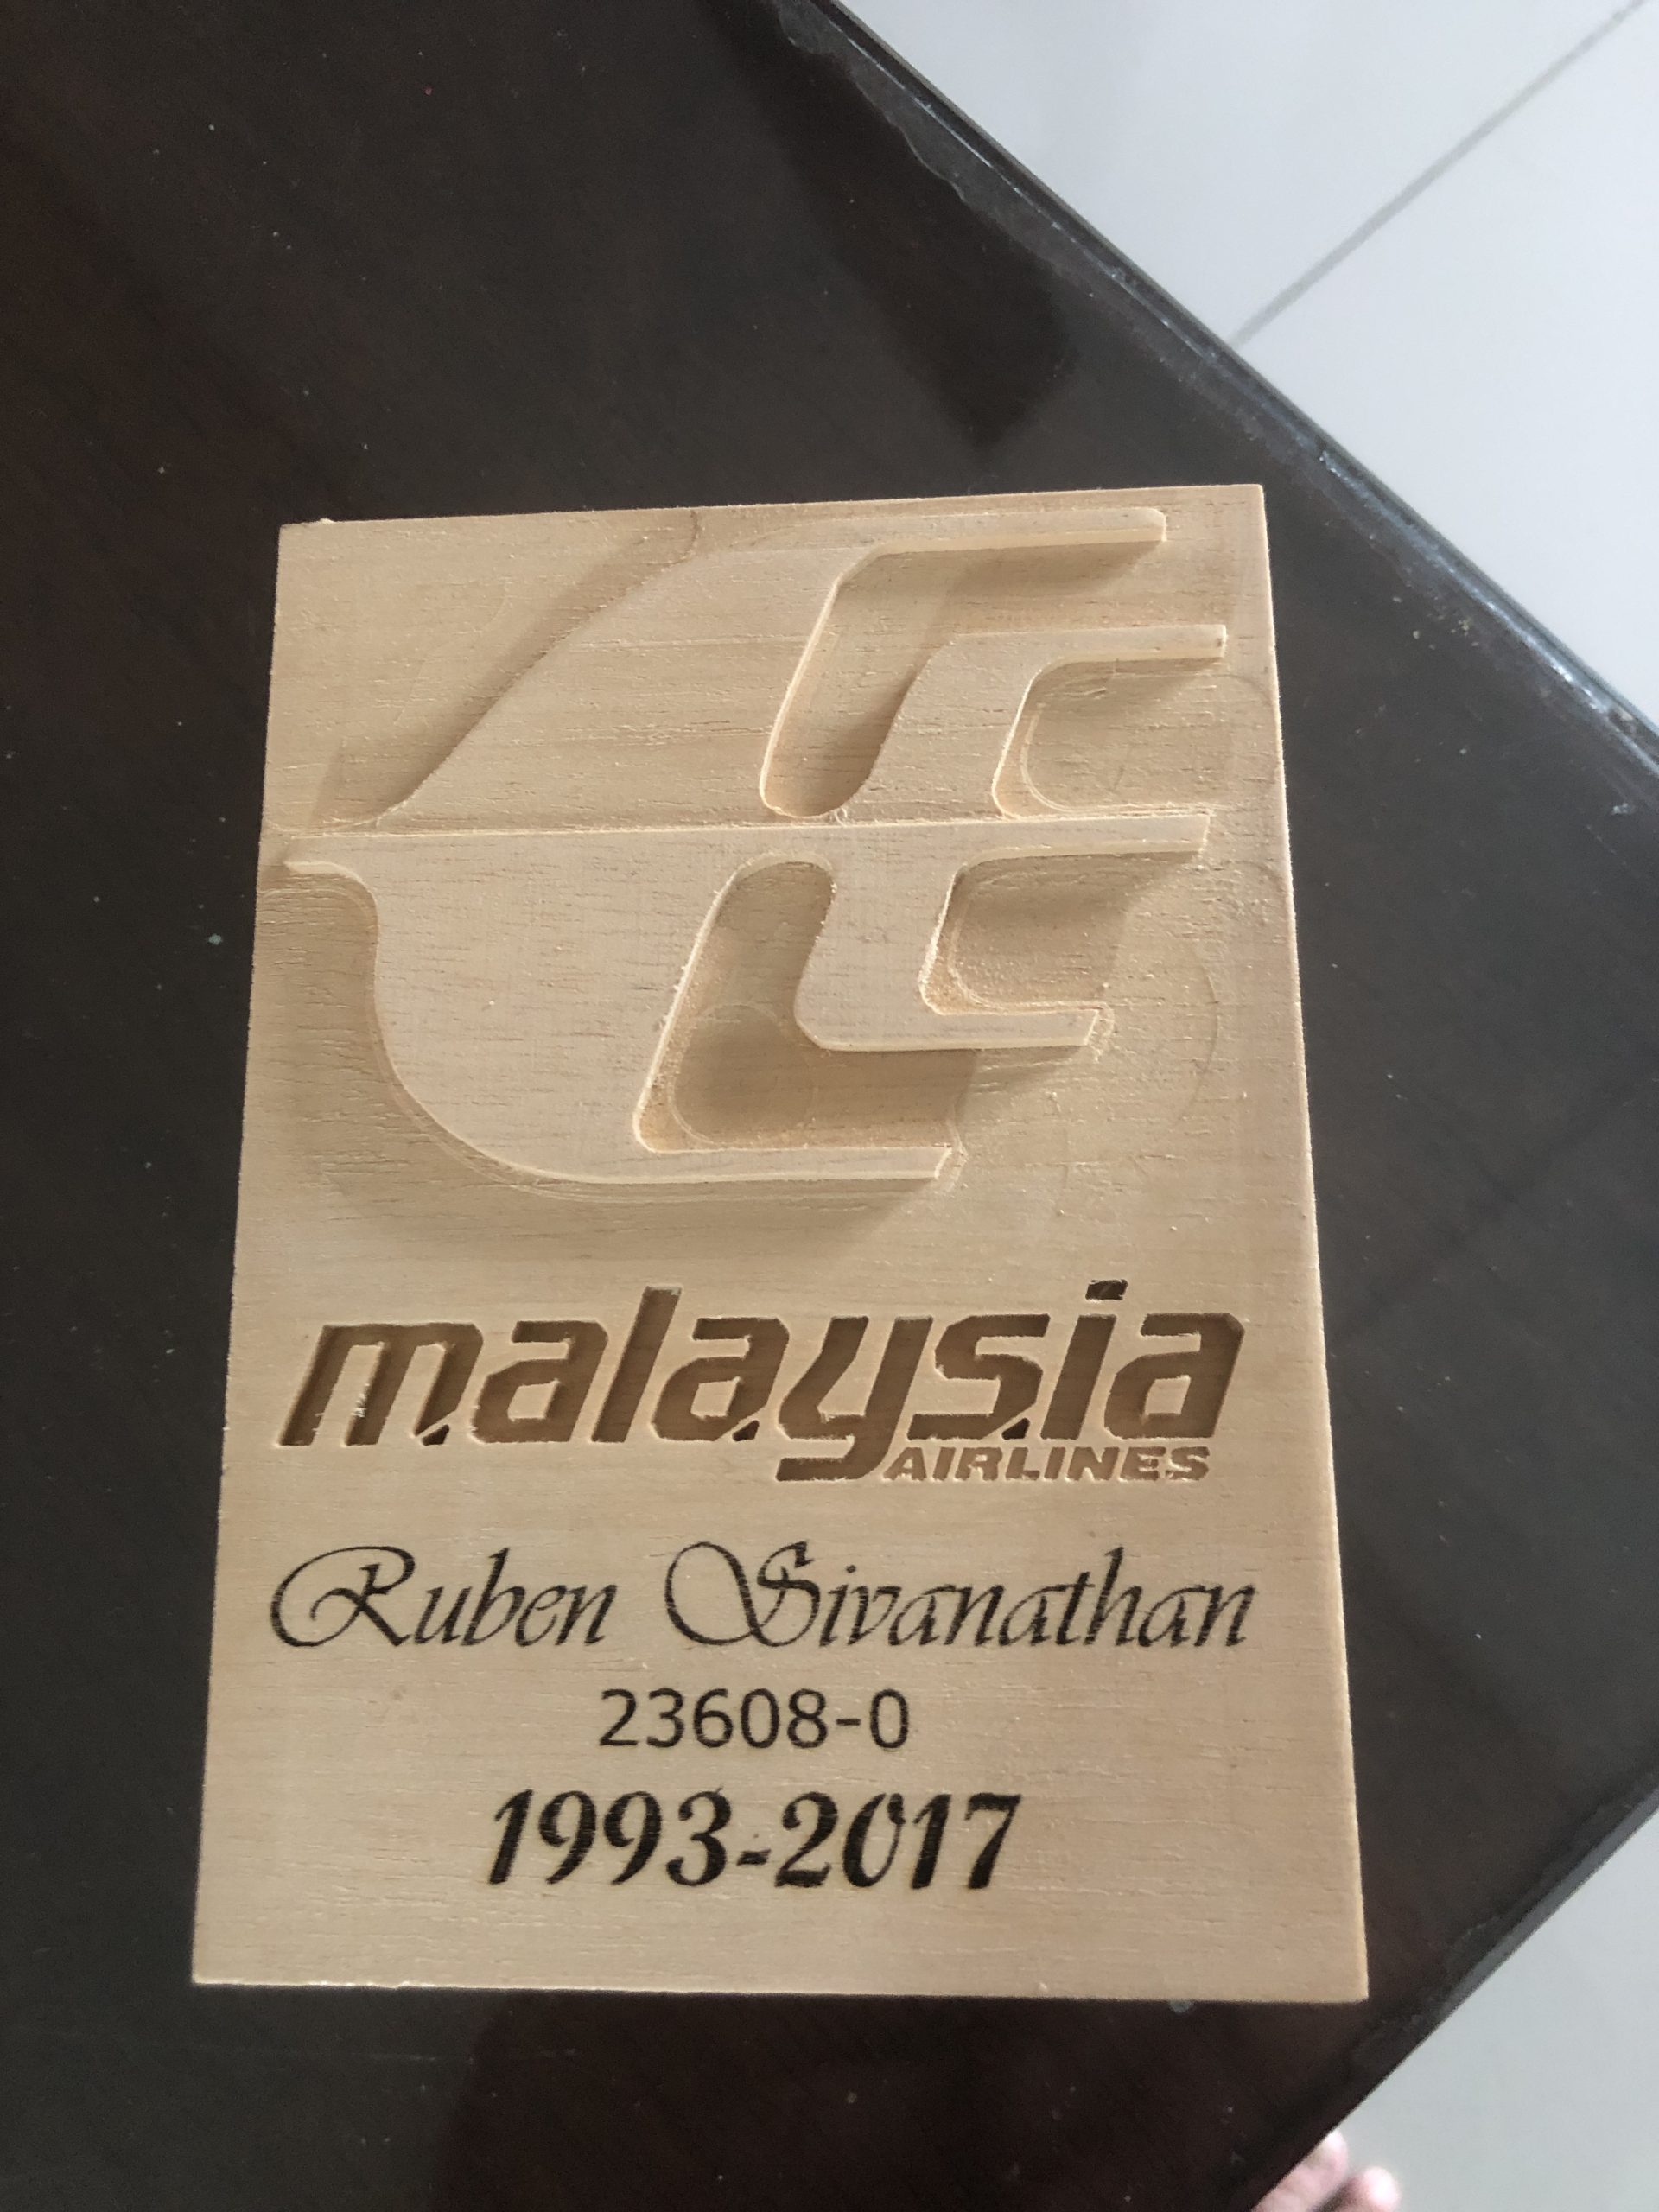 malaysia
AIRLINES
Ruben Sivanathan
23608-0
1993-2017